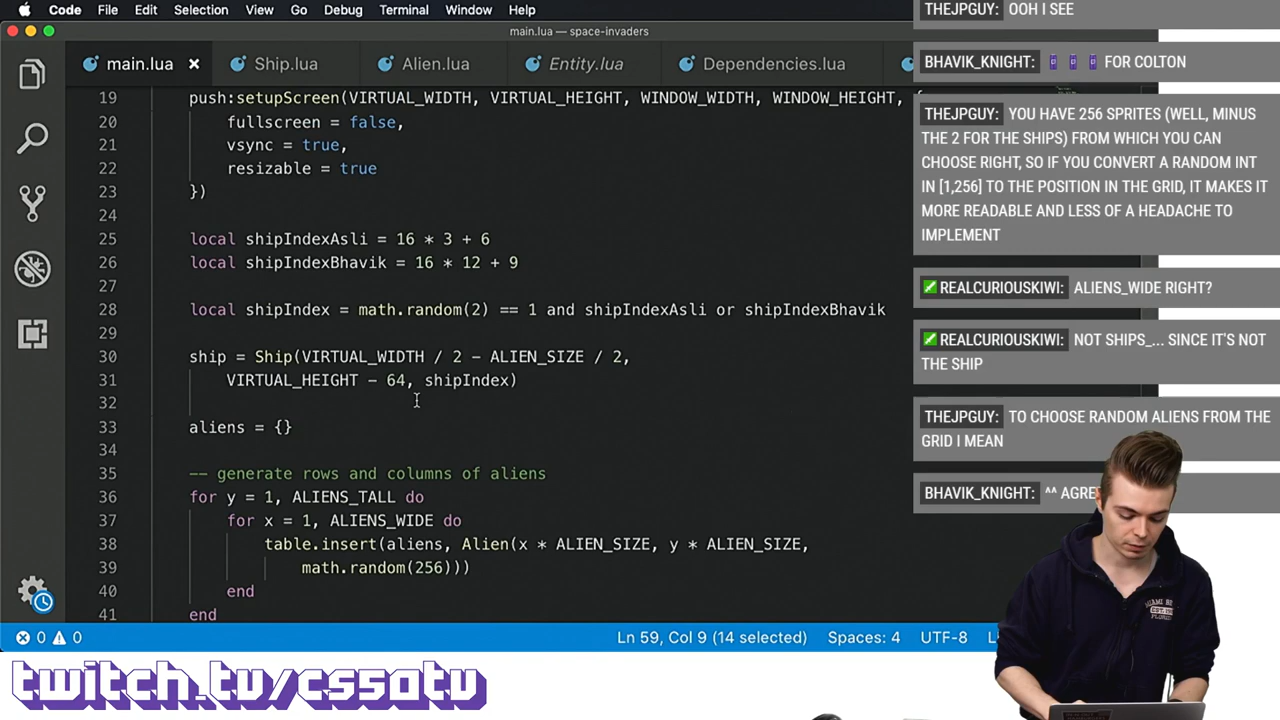 Code File Edit Selection View Go Debug Terminal Window Help
main.lua — space-invaders
main.lua Ship.lua Alien.lua Entity.lua Dependencies.lua
19 push:setupScreen(VIRTUAL_WIDTH, VIRTUAL_HEIGHT, WINDOW_WIDTH, WINDOW_HEIGHT, {
20 fullscreen = false,
21 vsync = true,
22 resizable = true
23 })
24
25 local shipIndexAsli = 16 * 3 + 6
26 local shipIndexBhavik = 16 * 12 + 9
27
28 local shipIndex = math.random(2) == 1 and shipIndexAsli or shipIndexBhavik
29
30 ship = Ship(VIRTUAL_WIDTH / 2 - ALIEN_SIZE / 2,
31 VIRTUAL_HEIGHT - 64, shipIndex)
32
33 aliens = {}
34
35 -- generate rows and columns of aliens
36 for y = 1, ALIENS_TALL do
37 for x = 1, ALIENS_WIDE do
38 table.insert(aliens, Alien(x * ALIEN_SIZE, y * ALIEN_SIZE,
39 math.random(256)))
40 end
41 end
0 0 Ln 59, Col 9 (14 selected) Spaces: 4 UTF-8
THEJPGUY: OOH I SEE
BHAVIK_KNIGHT: FOR COLTON
THEJPGUY: YOU HAVE 256 SPRITES (WELL, MINUS
THE 2 FOR THE SHIPS) FROM WHICH YOU CAN
CHOOSE RIGHT, SO IF YOU CONVERT A RANDOM INT
IN [1,256] TO THE POSITION IN THE GRID, IT MAKES IT
MORE READABLE AND LESS OF A HEADACHE TO
IMPLEMENT
REALCURIOUSKIWI: ALIENS_WIDE RIGHT?
REALCURIOUSKIWI: NOT SHIPS_... SINCE IT'S NOT
THE SHIP
THEJPGUY: TO CHOOSE RANDOM ALIENS FROM THE
GRID I MEAN
BHAVIK_KNIGHT: ^^
twitch.tv/cs50tv